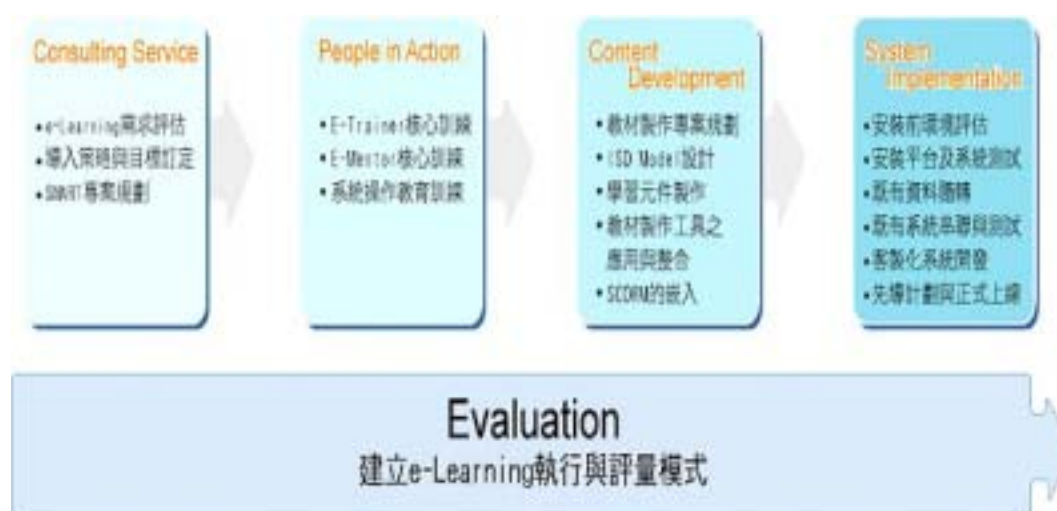 Consulting Service
•e-Learning需求評估
•導入策略與目標訂定
•SMART專案規劃
People in Action
•E-Trainer核心訓練
•E-Mentor核心訓練
•系統操作教育訓練
Content
Development
•教材製作專案規劃
•ISD Model設計
•學習元件製作
•教材製作工具之
應用與整合
•SCORM的嵌入
System
Implementation
•安裝前環境評估
•安裝平台及系統測試
•既有資料匯轉
•既有系統串聯與測試
•客製化系統開發
•先導計劃與正式上線
Evaluation
建立e-Learning執行與評量模式